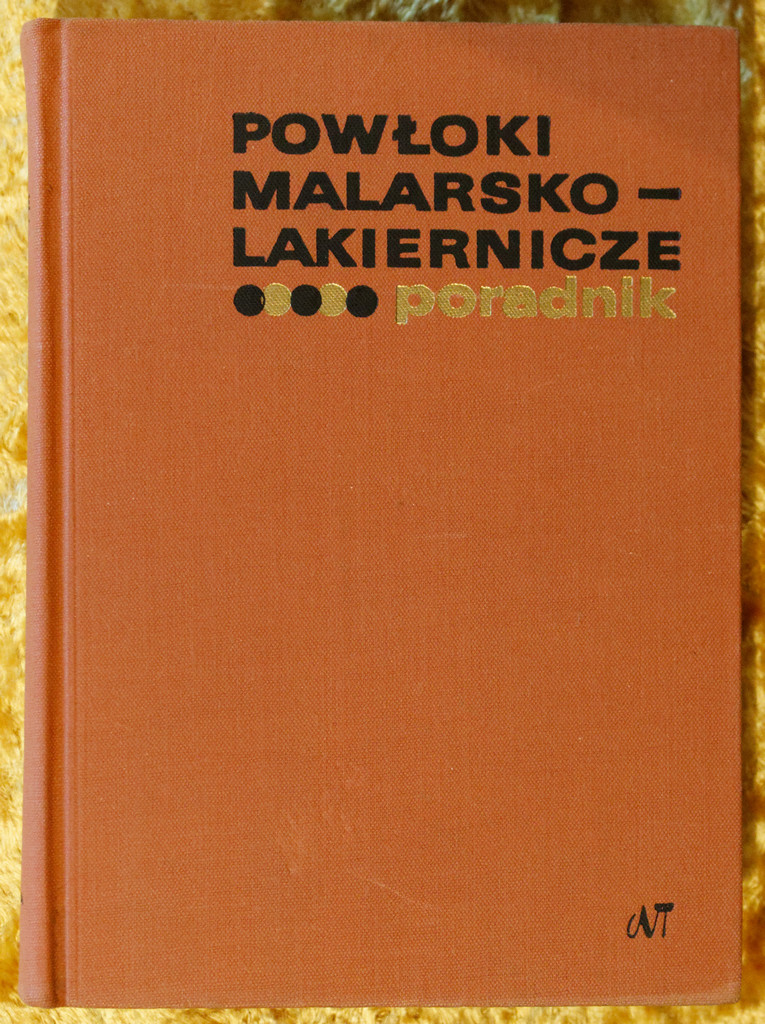 POWŁOKI
MALARSKO –
LAKIERNICZE
poradnik
WNT